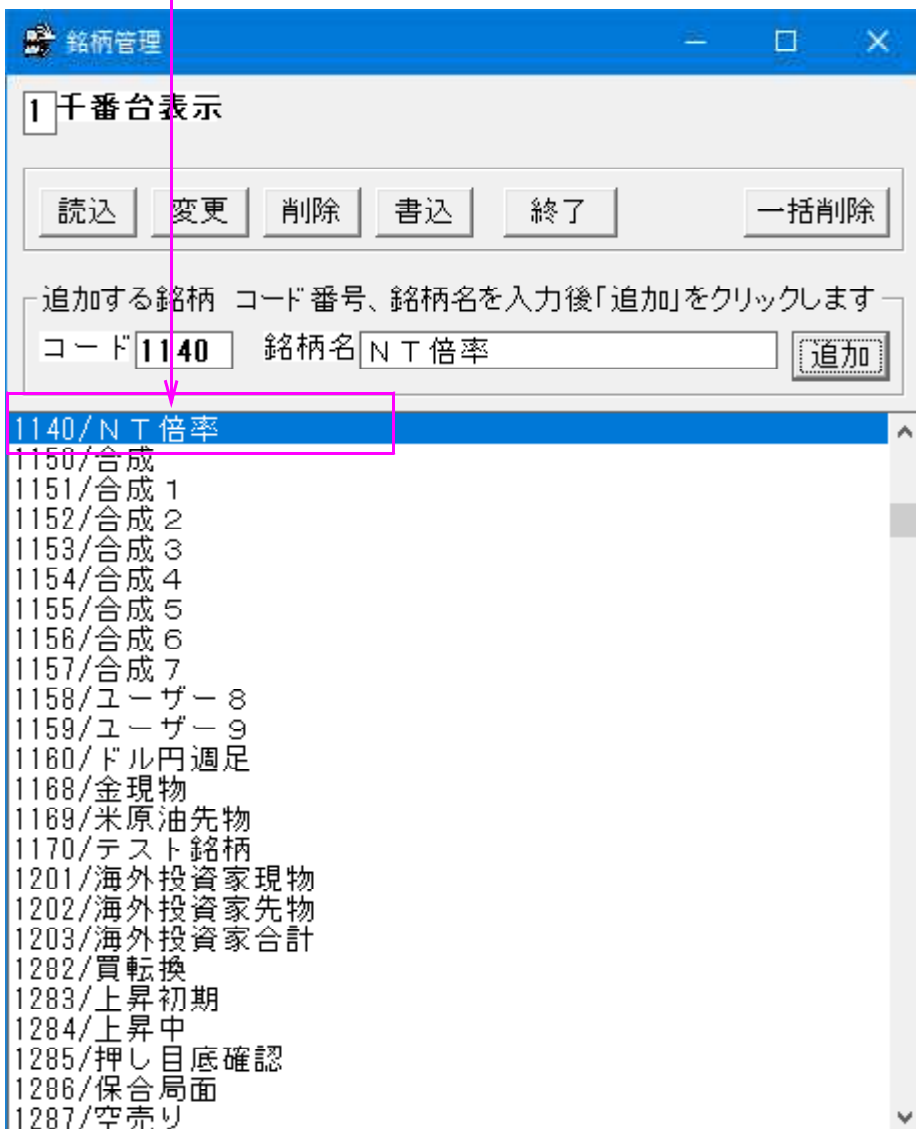 銘柄管理
1 千番台表示
読込 変更 削除 書込 終了 一括削除
追加する銘柄 コード番号、銘柄名を入力後「追加」をクリックします
コード 1140 銘柄名 ＮＴ倍率 追加
1140/ＮＴ倍率
1150/合成
1151/合成１
1152/合成２
1153/合成３
1154/合成４
1155/合成５
1156/合成６
1157/合成７
1158/ユーザー８
1159/ユーザー９
1160/ドル円週足
1168/金現物
1169/米原油先物
1170/テスト銘柄
1201/海外投資家現物
1202/海外投資家先物
1203/海外投資家合計
1282/買転換
1283/上昇初期
1284/上昇中
1285/押し目底確認
1286/保合局面
1287/空売り